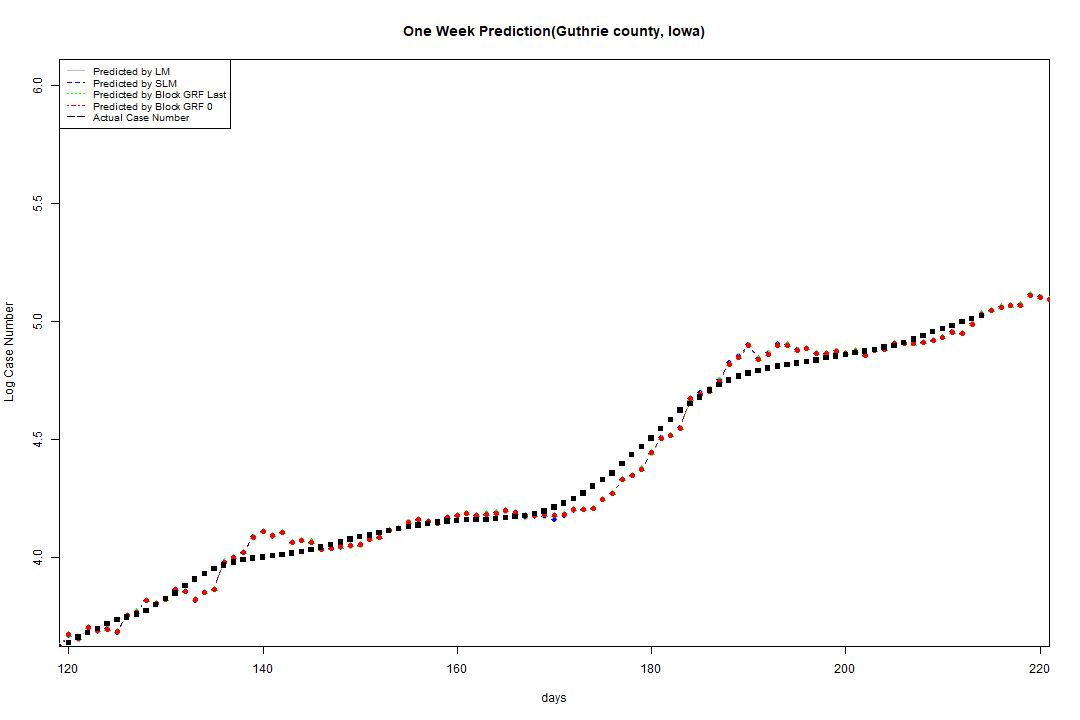 One Week Prediction(Guthrie county, Iowa)
Predicted by LM
Predicted by SLM
Predicted by Block GRF Last
Predicted by Block GRF 0
Actual Case Number
6.0
5.5
5.0
4.5
4.0
Log Case Number
120 140 160 180 200 220
days